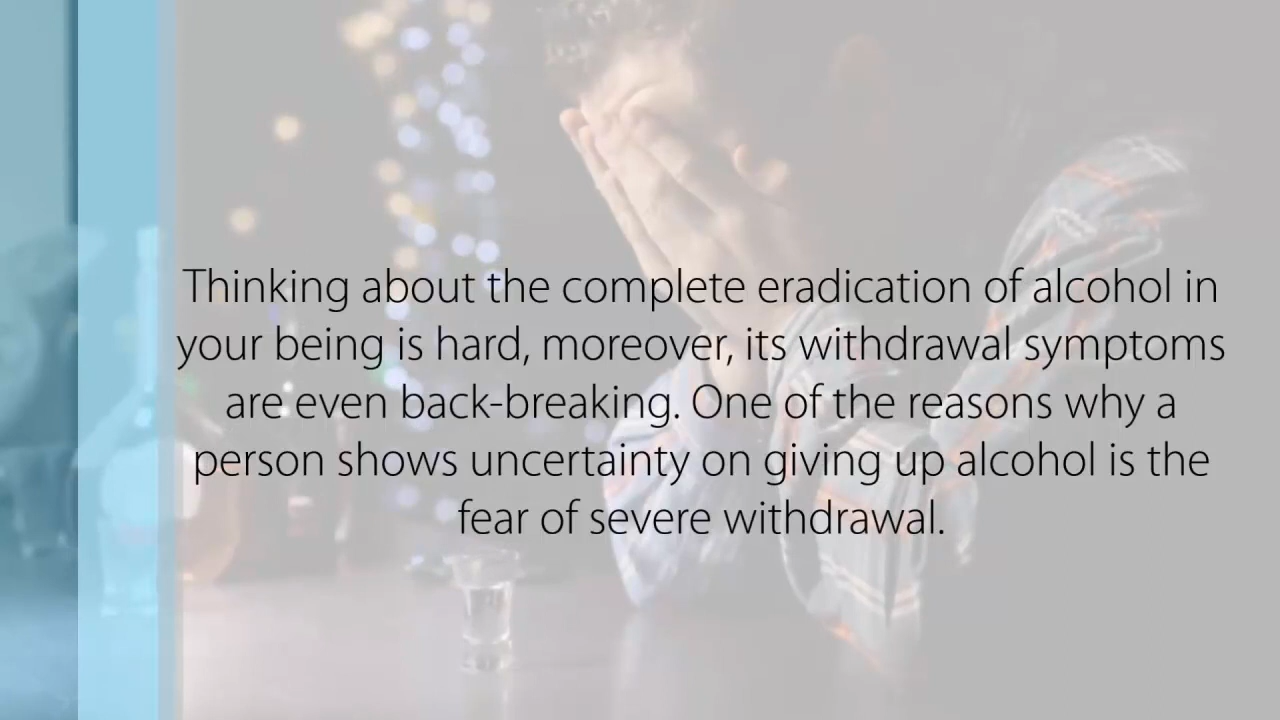 Thinking about the complete eradication of alcohol in
your being is hard, moreover, its withdrawal symptoms
are even back-breaking. One of the reasons why a
person shows uncertainty on giving up alcohol is the
fear of severe withdrawal.